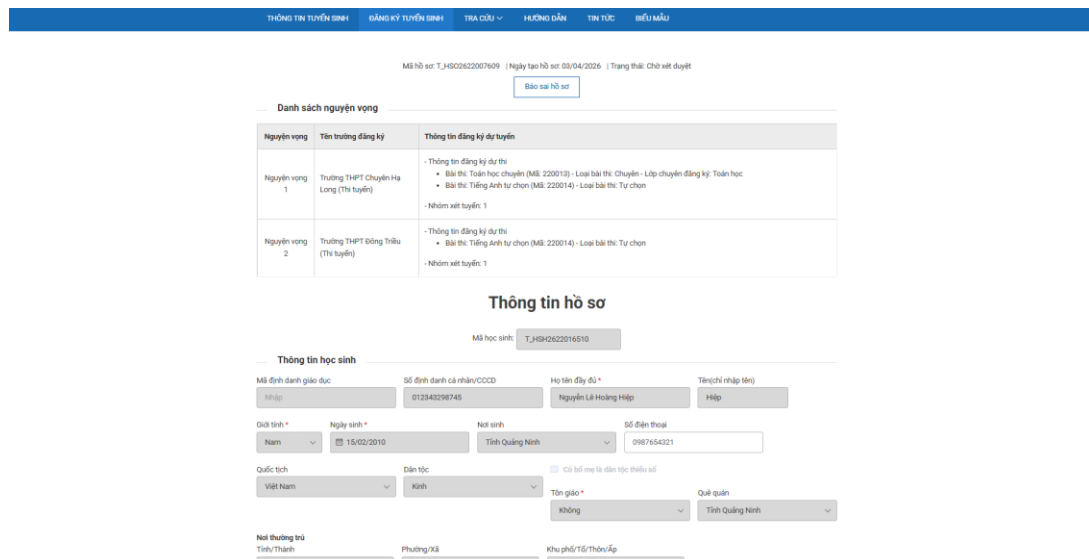 THÔNG TIN TUYỂN SINH ĐĂNG KÝ TUYỂN SINH TRA CỨU HƯỚNG DẪN TIN TỨC BIỂU MẪU
Mã hồ sơ: T_HSO2622007609 | Ngày tạo hồ sơ: 03/04/2026 | Trạng thái: Chờ xét duyệt
Báo sai hồ sơ
Danh sách nguyện vọng
Nguyện vọng Tên trường đăng ký Thông tin đăng ký dự tuyển
Nguyện vọng 1
Trường THPT Chuyên Hạ Long (Thi tuyển)
- Thông tin đăng ký dự thi
• Bài thi: Toán học chuyên (Mã: 220013) - Loại bài thi: Chuyên - Lớp chuyên đăng ký: Toán học
• Bài thi: Tiếng Anh tự chọn (Mã: 220014) - Loại bài thi: Tự chọn
- Nhóm xét tuyển: 1
Nguyện vọng 2
Trường THPT Đông Triều (Thi tuyển)
- Thông tin đăng ký dự thi
• Bài thi: Tiếng Anh tự chọn (Mã: 220014) - Loại bài thi: Tự chọn
- Nhóm xét tuyển: 1
Thông tin hồ sơ
Mã học sinh: T_HSH2622016510
Thông tin học sinh
Mã định danh giáo dục Số định danh cá nhân/CCCD Họ tên đầy đủ * Tên(chỉ nhập tên)
Nhập 012343298745 Nguyễn Lê Hoàng Hiệp Hiệp
Giới tính * Ngày sinh * Nơi sinh Số điện thoại
Nam 15/02/2010 Tỉnh Quảng Ninh 0987654321
Quốc tịch Dân tộc Có bố mẹ là dân tộc thiểu số
Việt Nam Kinh
Tôn giáo * Quê quán
Không Tỉnh Quảng Ninh
Nơi thường trú
Tỉnh/Thành Phường/Xã Khu phố/Tổ/Thôn/Ấp